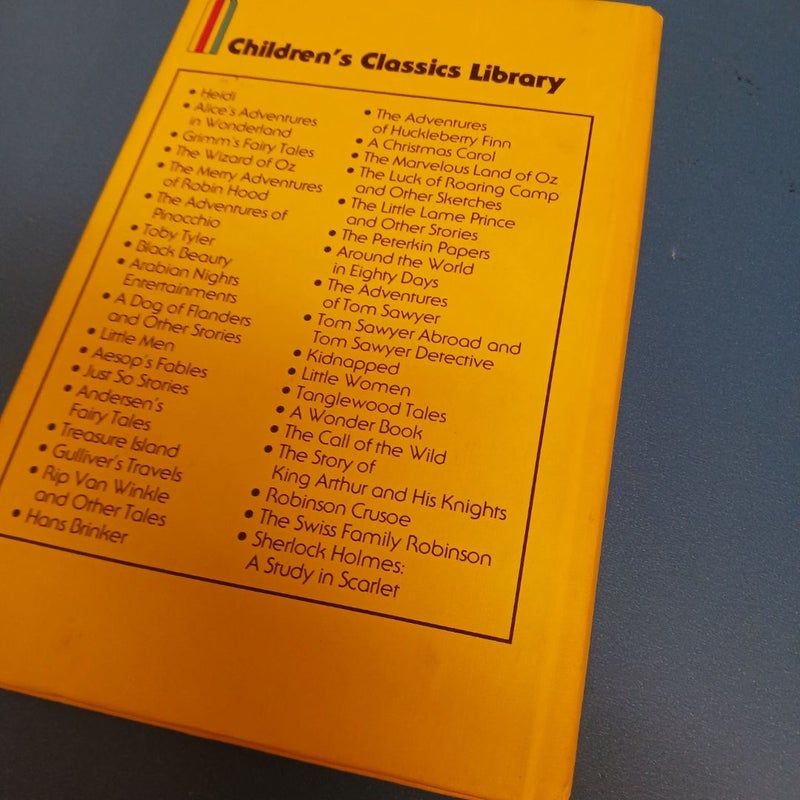 Children's Classics Library
• Heidi
• Alice's Adventures
in Wonderland
• Grimm's Fairy Tales
• The Wizard of Oz
• The Merry Adventures
of Robin Hood
• The Adventures of
Pinocchio
• Toby Tyler
• Black Beauty
• Arabian Nights
Entertainments
• A Dog of Flanders
and Other Stories
• Little Men
• Aesop's Fables
• Just So Stories
• Andersen's
Fairy Tales
• Treasure Island
• Gulliver's Travels
• Rip Van Winkle
and Other Tales
• Hans Brinker
• The Adventures
of Huckleberry Finn
• A Christmas Carol
• The Marvelous Land of Oz
• The Luck of Roaring Camp
and Other Sketches
• The Little Lame Prince
and Other Stories
• The Peterkin Papers
• Around the World
in Eighty Days
• The Adventures
of Tom Sawyer
• Tom Sawyer Abroad and
Tom Sawyer Detective
• Kidnapped
• Little Women
• Tanglewood Tales
• A Wonder Book
• The Call of the Wild
• The Story of
King Arthur and His Knights
• Robinson Crusoe
• The Swiss Family Robinson
• Sherlock Holmes:
A Study in Scarlet